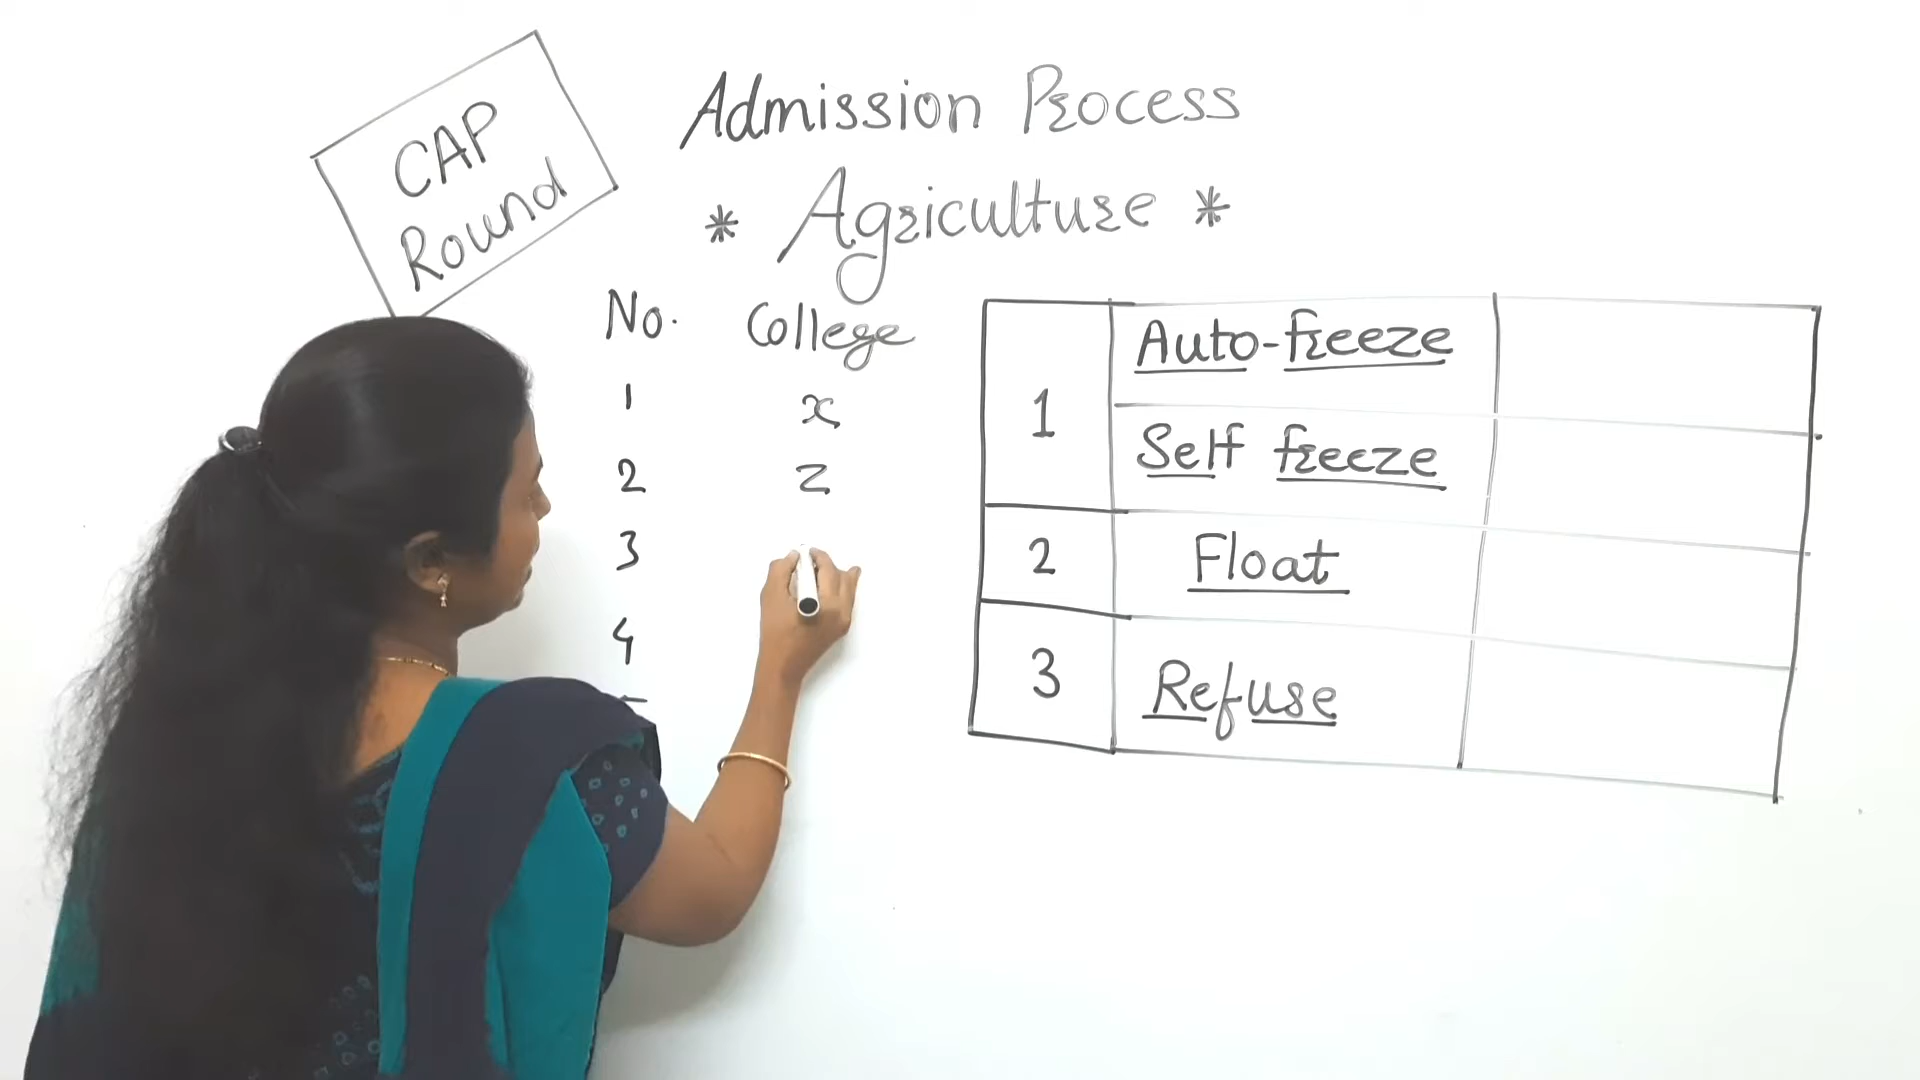 CAP
Round
Admission Process
* Agriculture *
No. College
1 x
2 z
3
4
1 Auto-freeze
Self freeze
2 Float
3 Refuse